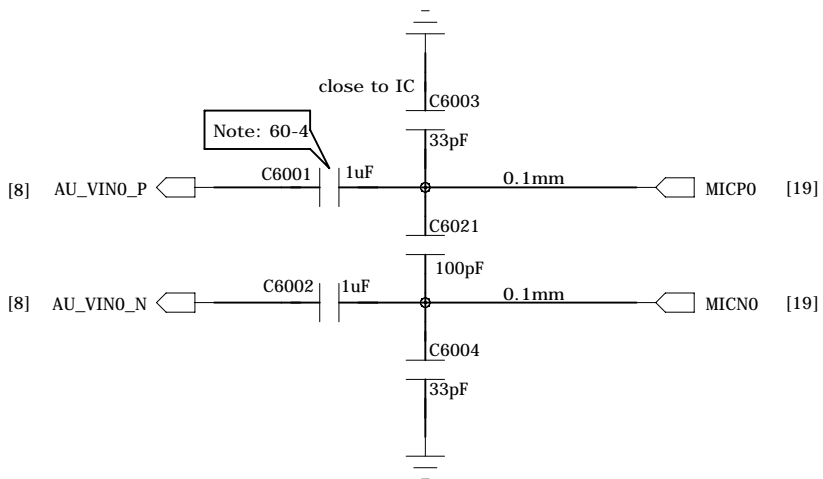 close to IC
C6003
33pF
Note: 60-4
C6001
1uF
0.1mm
[8]
AU_VIN0_P
MICP0
[19]
C6021
100pF
C6002
1uF
0.1mm
[8]
AU_VIN0_N
MICN0
[19]
C6004
33pF